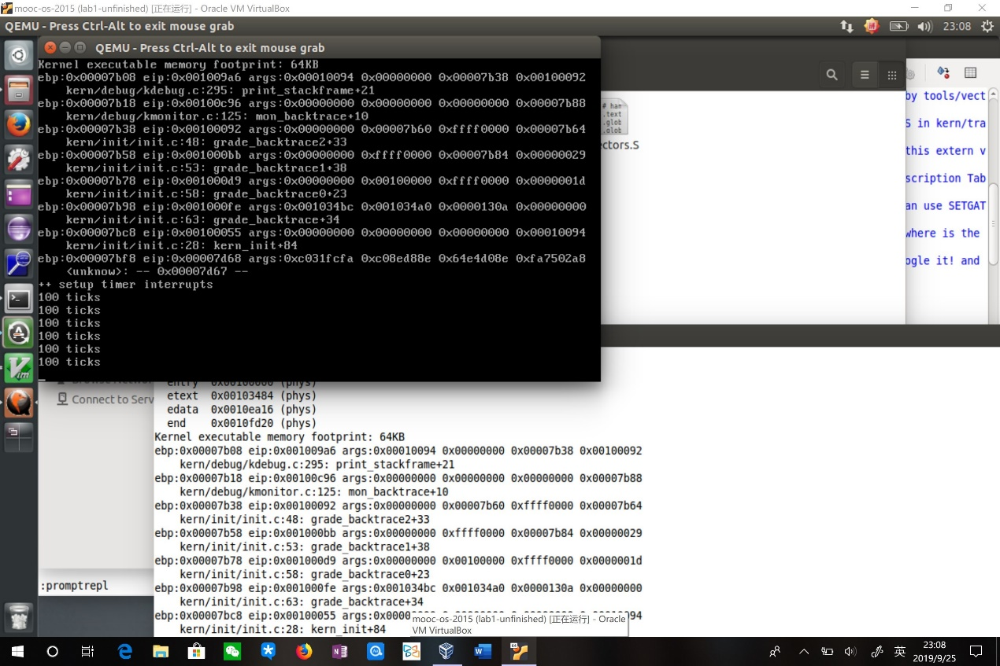 mooc-os-2015 (lab1-unfinished) [正在运行] - Oracle VM VirtualBox
QEMU - Press Ctrl-Alt to exit mouse grab
23:08
QEMU - Press Ctrl-Alt to exit mouse grab
Kernel executable memory footprint: 64KB
ebp:0x00007b08 eip:0x001009a6 args:0x00010094 0x00000000 0x00007b38 0x00100092
kern/debug/kdebug.c:295: print_stackframe+21
ebp:0x00007b18 eip:0x00100c96 args:0x00000000 0x00000000 0x00000000 0x00007b88
kern/debug/kmonitor.c:125: mon_backtrace+10
ebp:0x00007b38 eip:0x00100092 args:0x00000000 0x00007b60 0xffff0000 0x00007b64
kern/init/init.c:48: grade_backtrace2+33
ebp:0x00007b58 eip:0x001000bb args:0x00000000 0xffff0000 0x00007b84 0x00000029
kern/init/init.c:53: grade_backtrace1+38
ebp:0x00007b78 eip:0x001000d9 args:0x00000000 0x00100000 0xffff0000 0x0000001d
kern/init/init.c:58: grade_backtrace0+23
ebp:0x00007b98 eip:0x001000fe args:0x001034bc 0x001034a0 0x0000130a 0x00000000
kern/init/init.c:63: grade_backtrace+34
ebp:0x00007bc8 eip:0x00100055 args:0x00000000 0x00000000 0x00000000 0x00010094
kern/init/init.c:28: kern_init+84
ebp:0x00007bf8 eip:0x00007d68 args:0xc031fcfa 0xc08ed88e 0x64e4d08e 0xfa7502a8
<unknow>: -- 0x00007d67 --
++ setup timer interrupts
100 ticks
100 ticks
100 ticks
100 ticks
100 ticks
100 ticks
# han
.text
.glob
.glob
ectors.S
by tools/vect
S in kern/tra
this extern v
scription Tab
an use SETGAT
where is the
ogle it! and
Connect to Serv
:promptrepl
entry 0x00100000 (phys)
etext 0x00103484 (phys)
edata 0x0010ea16 (phys)
end 0x0010fd20 (phys)
Kernel executable memory footprint: 64KB
ebp:0x00007b08 eip:0x001009a6 args:0x00010094 0x00000000 0x00007b38 0x00100092
kern/debug/kdebug.c:295: print_stackframe+21
ebp:0x00007b18 eip:0x00100c96 args:0x00000000 0x00000000 0x00000000 0x00007b88
kern/debug/kmonitor.c:125: mon_backtrace+10
ebp:0x00007b38 eip:0x00100092 args:0x00000000 0x00007b60 0xffff0000 0x00007b64
kern/init/init.c:48: grade_backtrace2+33
ebp:0x00007b58 eip:0x001000bb args:0x00000000 0xffff0000 0x00007b84 0x00000029
kern/init/init.c:53: grade_backtrace1+38
ebp:0x00007b78 eip:0x001000d9 args:0x00000000 0x00100000 0xffff0000 0x0000001d
kern/init/init.c:58: grade_backtrace0+23
ebp:0x00007b98 eip:0x001000fe args:0x001034bc 0x001034a0 0x0000130a 0x00000000
kern/init/init.c:63: grade_backtrace+34
ebp:0x00007bc8 eip:0x00100055 args:0x0000
kern/init/init.c:28: kern_init+84
mooc-os-2015 (lab1-unfinished) [正在运行] - Oracle
VM VirtualBox
英
23:08
2019/9/25